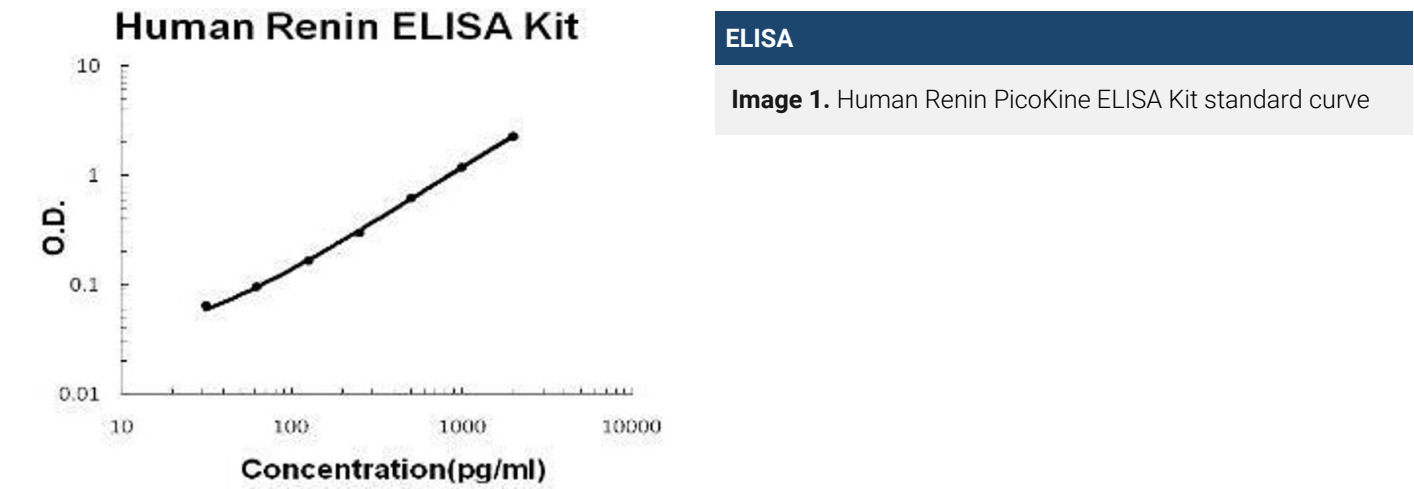 Human Renin ELISA Kit
10
1
0.1
0.01
O.D.
10 100 1000 10000
Concentration(pg/ml)
ELISA
Image 1. Human Renin PicoKine ELISA Kit standard curve